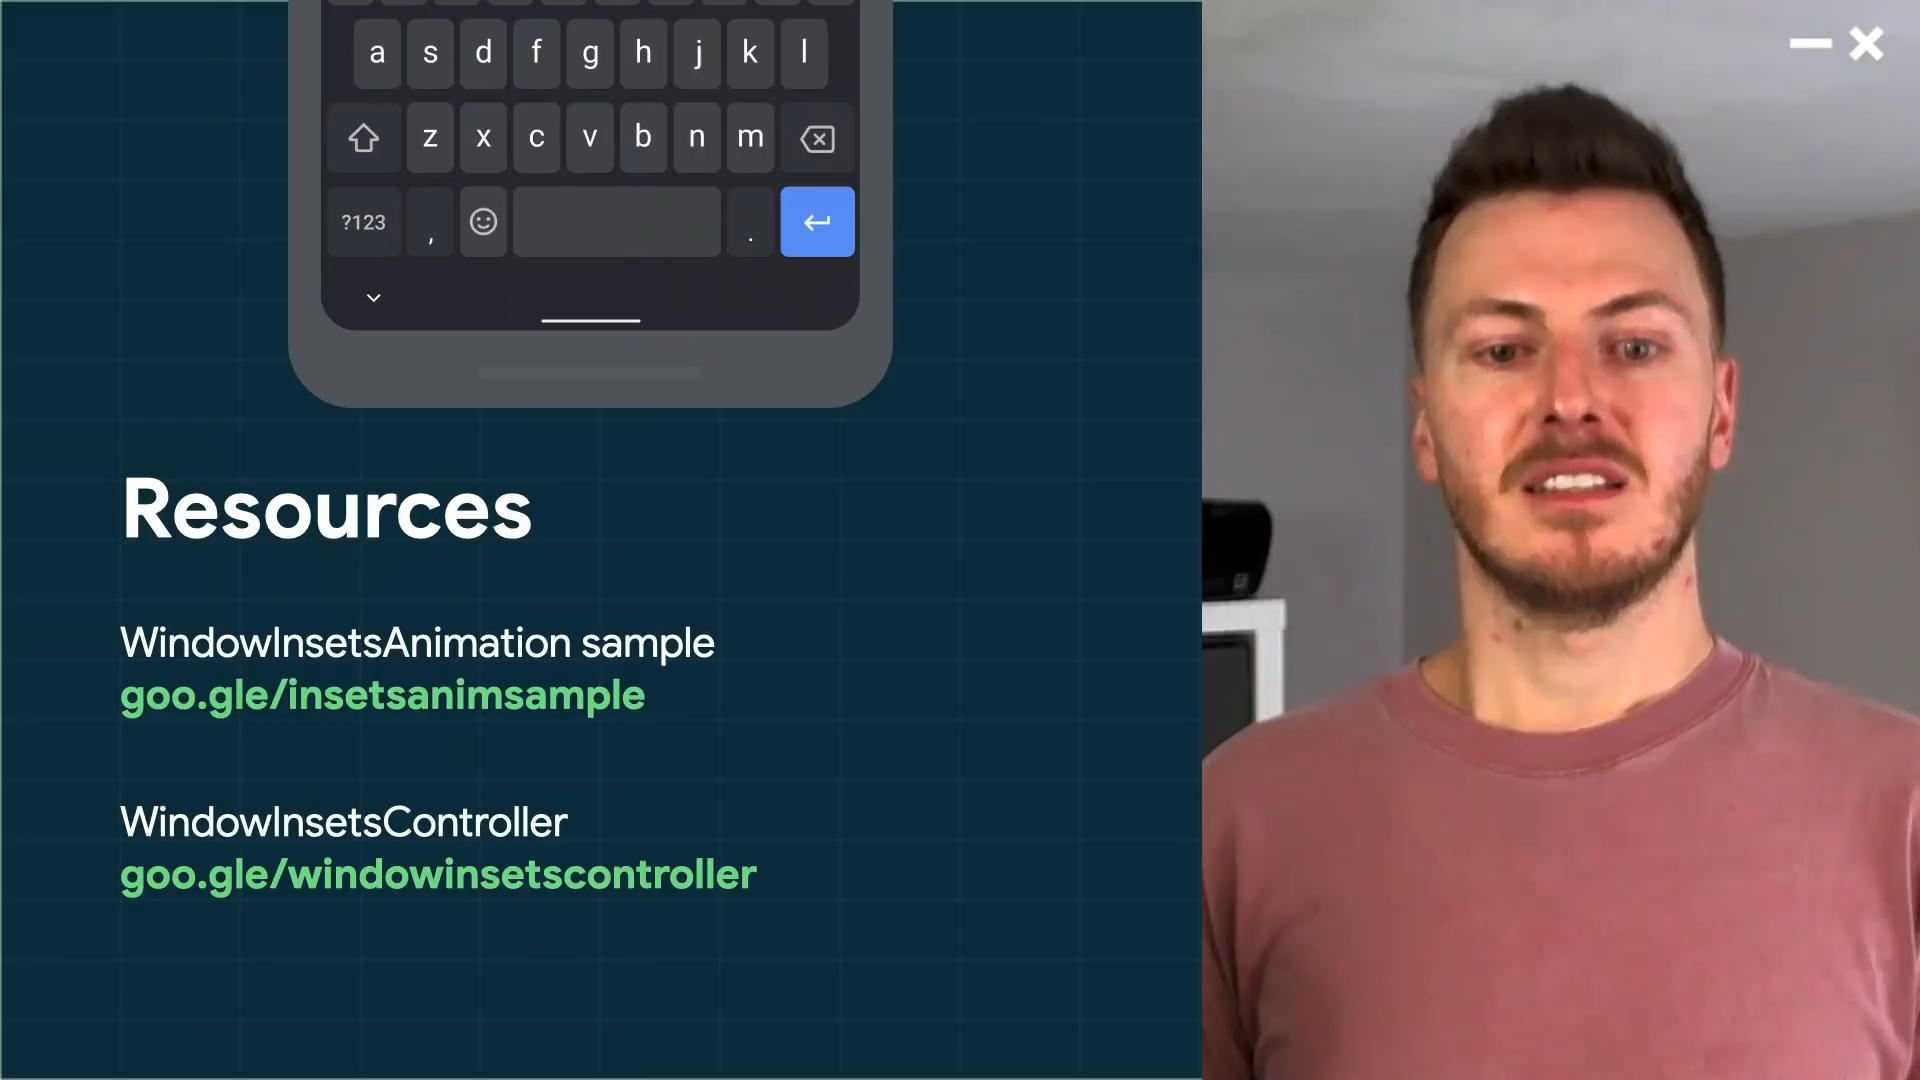 a s d f g h j k l
z x c v b n m
?123 , .
Resources
WindowInsetsAnimation sample
goo.gle/insetsanimsample
WindowInsetsController
goo.gle/windowinsetscontroller